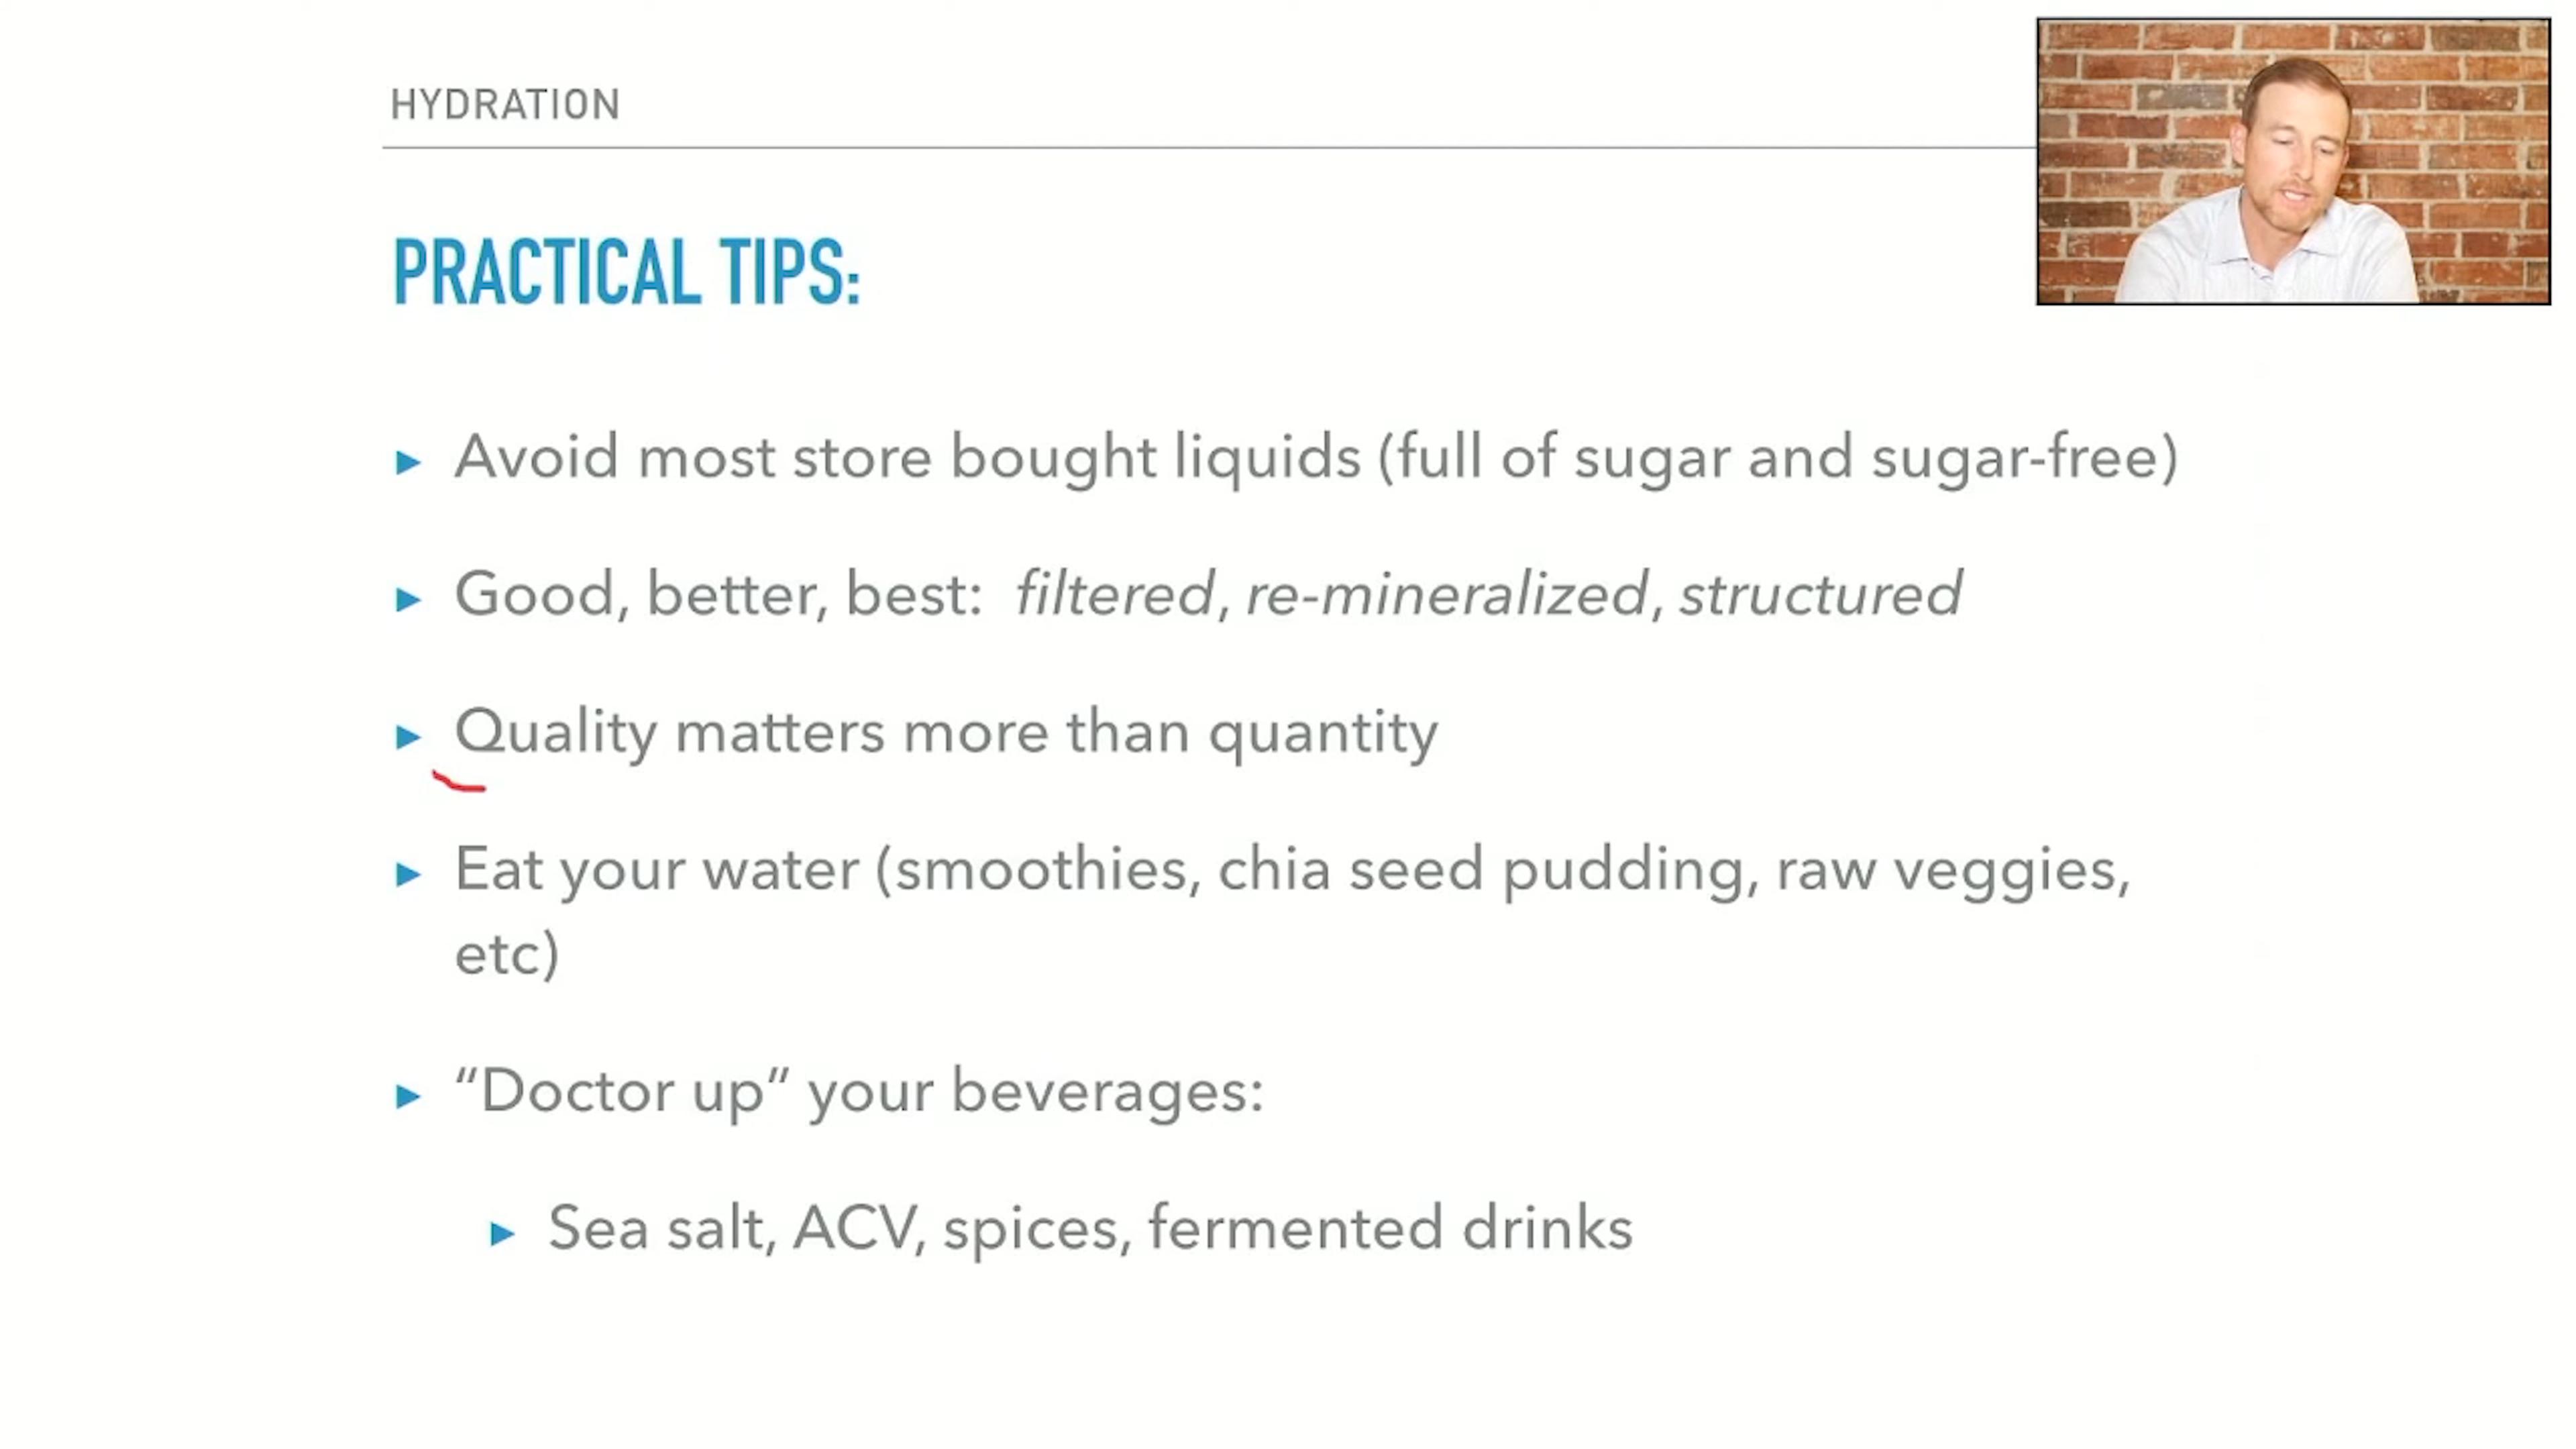 HYDRATION
PRACTICAL TIPS:
Avoid most store bought liquids (full of sugar and sugar-free)
Good, better, best: filtered, re-mineralized, structured
Quality matters more than quantity
Eat your water (smoothies, chia seed pudding, raw veggies,
etc)
“Doctor up” your beverages:
Sea salt, ACV, spices, fermented drinks